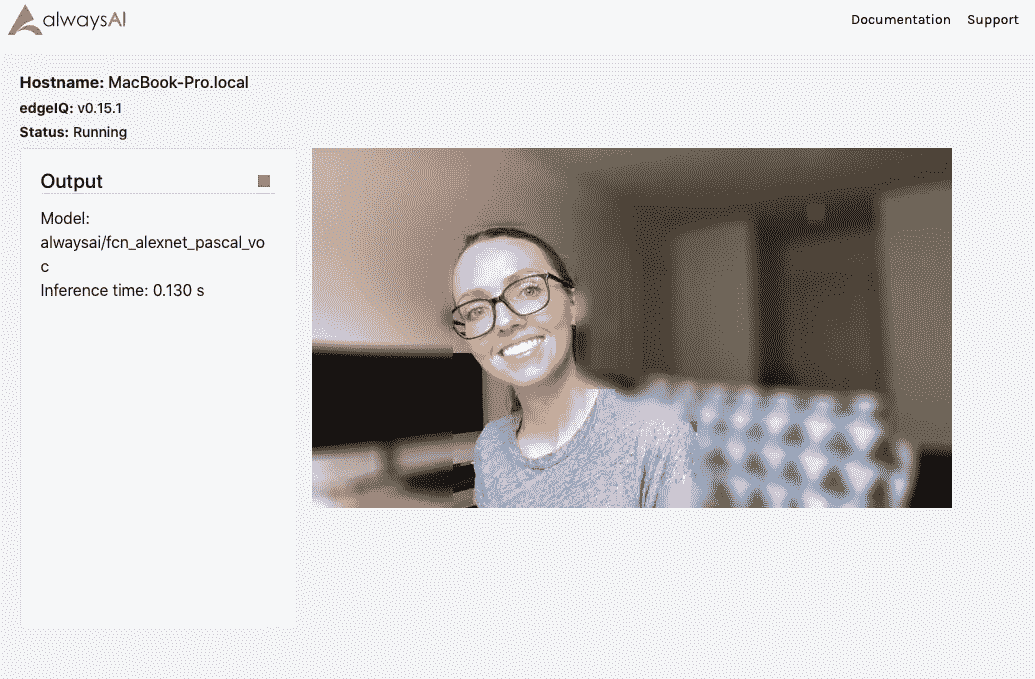 alwaysAI
Documentation Support
Hostname: MacBook-Pro.local
edgeIQ: v0.15.1
Status: Running
Output
Model:
alwaysai/fcn_alexnet_pascal_vo
c
Inference time: 0.130 s